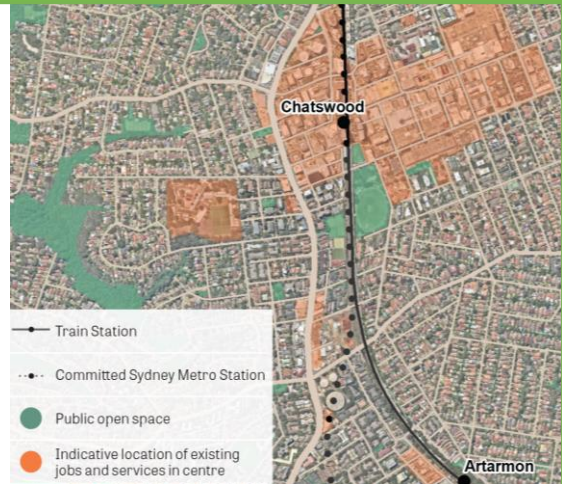 Chatswood
Train Station
Committed Sydney Metro Station
Public open space
Indicative location of existing
jobs and services in centre
Artarmon